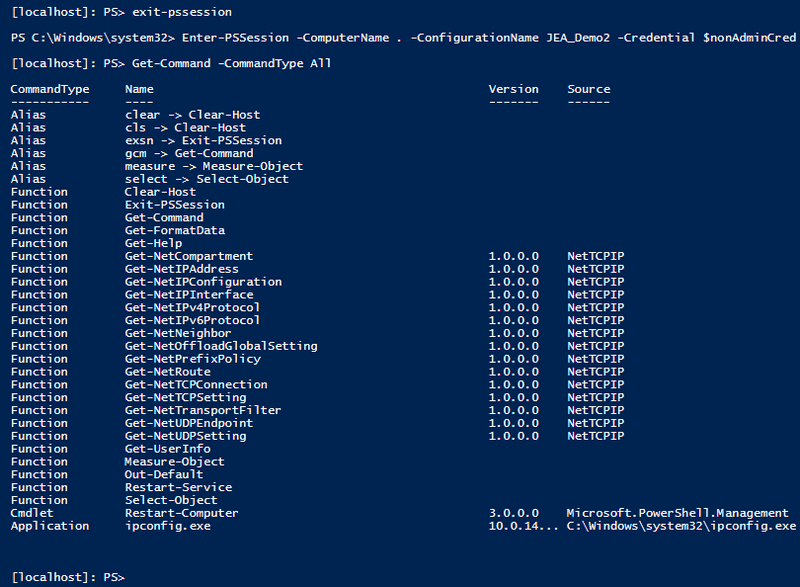 [localhost]: PS> exit-pssession
PS C:\Windows\system32> Enter-PSSession -ComputerName . -ConfigurationName JEA_Demo2 -Credential $nonAdminCred
[localhost]: PS> Get-Command -CommandType All
CommandType Name Version Source
----------- ---- ------- ------
Alias clear -> Clear-Host
Alias cls -> Clear-Host
Alias exsn -> Exit-PSSession
Alias gcm -> Get-Command
Alias measure -> Measure-Object
Alias select -> Select-Object
Function Clear-Host
Function Exit-PSSession
Function Get-Command
Function Get-FormatData
Function Get-Help
Function Get-NetCompartment 1.0.0.0 NetTCPIP
Function Get-NetIPAddress 1.0.0.0 NetTCPIP
Function Get-NetIPConfiguration 1.0.0.0 NetTCPIP
Function Get-NetIPInterface 1.0.0.0 NetTCPIP
Function Get-NetIPv4Protocol 1.0.0.0 NetTCPIP
Function Get-NetIPv6Protocol 1.0.0.0 NetTCPIP
Function Get-NetNeighbor 1.0.0.0 NetTCPIP
Function Get-NetOffloadGlobalSetting 1.0.0.0 NetTCPIP
Function Get-NetPrefixPolicy 1.0.0.0 NetTCPIP
Function Get-NetRoute 1.0.0.0 NetTCPIP
Function Get-NetTCPConnection 1.0.0.0 NetTCPIP
Function Get-NetTCPSetting 1.0.0.0 NetTCPIP
Function Get-NetTransportFilter 1.0.0.0 NetTCPIP
Function Get-NetUDPEndpoint 1.0.0.0 NetTCPIP
Function Get-NetUDPSetting 1.0.0.0 NetTCPIP
Function Get-UserInfo
Function Measure-Object
Function Out-Default
Function Restart-Service
Function Select-Object
Cmdlet Restart-Computer 3.0.0.0 Microsoft.PowerShell.Management
Application ipconfig.exe 10.0.14... C:\Windows\system32\ipconfig.exe
[localhost]: PS>